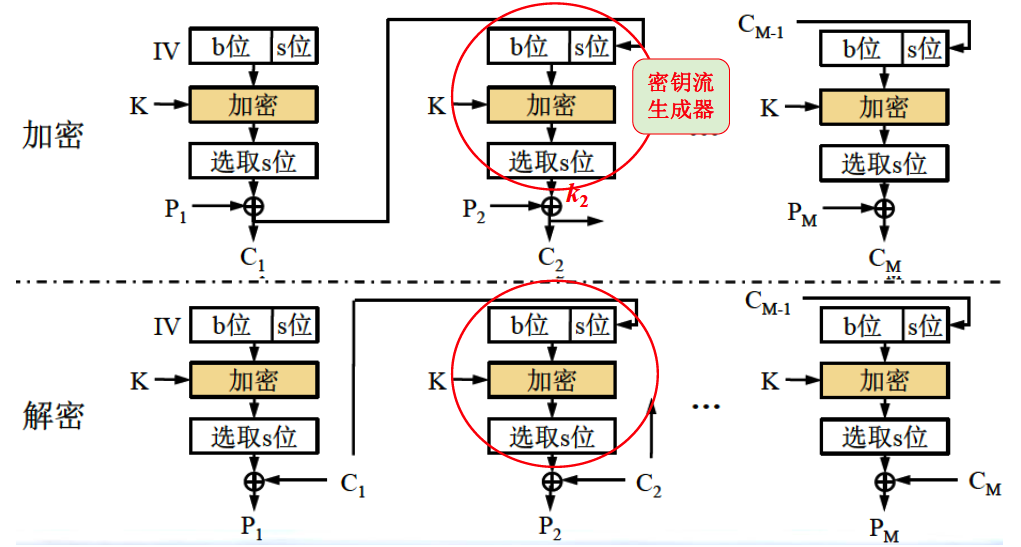 C_{M-1}
IV b位 s位 b位 s位 b位 s位
密钥流
生成器
K 加密 K 加密 K 加密
加密
选取s位 选取s位 选取s位
k_2
P_1 P_2 P_M
C_1 C_2 C_M
C_{M-1}
IV b位 s位 b位 s位 b位 s位
K 加密 K 加密 K 加密
...
解密
选取s位 选取s位 选取s位
C_1 C_2 C_M
P_1 P_2 P_M